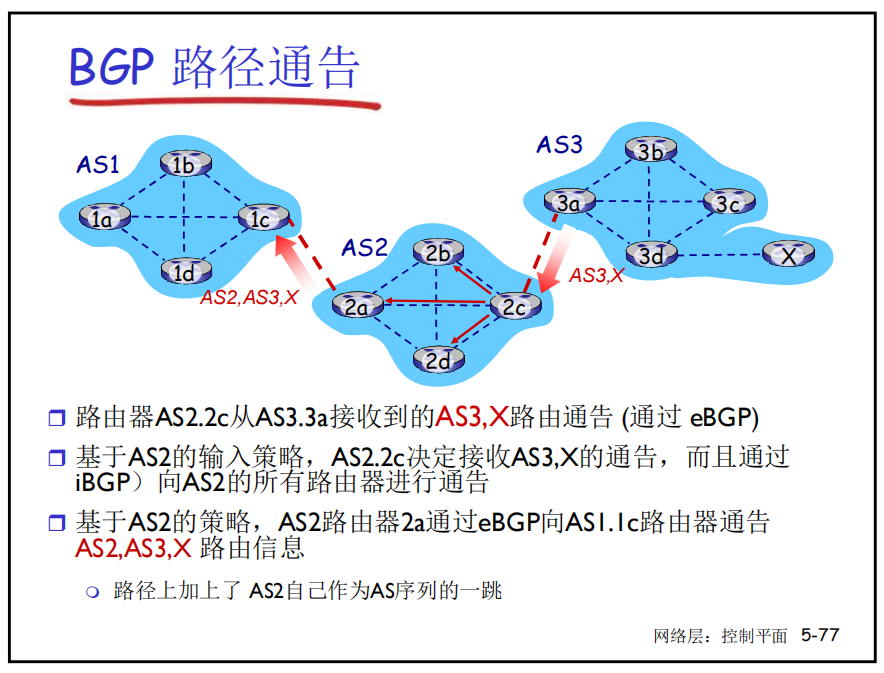 BGP 路径通告
AS1
1b
1a
1c
1d
AS2,AS3,X
AS2
2b
2a
2c
2d
AS3
3b
3a
3c
3d
X
AS3,X
路由器AS2.2c从AS3.3a接收到的AS3,X路由通告 (通过 eBGP)
基于AS2的输入策略，AS2.2c决定接收AS3,X的通告，而且通过
iBGP）向AS2的所有路由器进行通告
基于AS2的策略，AS2路由器2a通过eBGP向AS1.1c路由器通告
AS2,AS3,X 路由信息
路径上加上了 AS2自己作为AS序列的一跳
网络层：控制平面 5-77